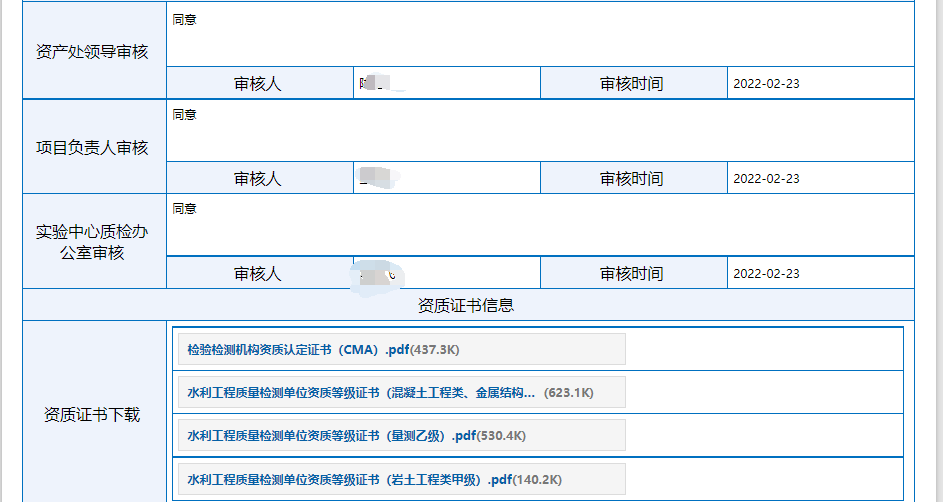 同意
资产处领导审核
审核人
审核时间
2022-02-23
同意
项目负责人审核
审核人
审核时间
2022-02-23
同意
实验中心质检办
公室审核
审核人
审核时间
2022-02-23
资质证书信息
资质证书下载
检验检测机构资质认定证书（CMA）.pdf(437.3K)
水利工程质量检测单位资质等级证书（混凝土工程类、金属结构... (623.1K)
水利工程质量检测单位资质等级证书（量测乙级）.pdf(530.4K)
水利工程质量检测单位资质等级证书（岩土工程类甲级）.pdf(140.2K)